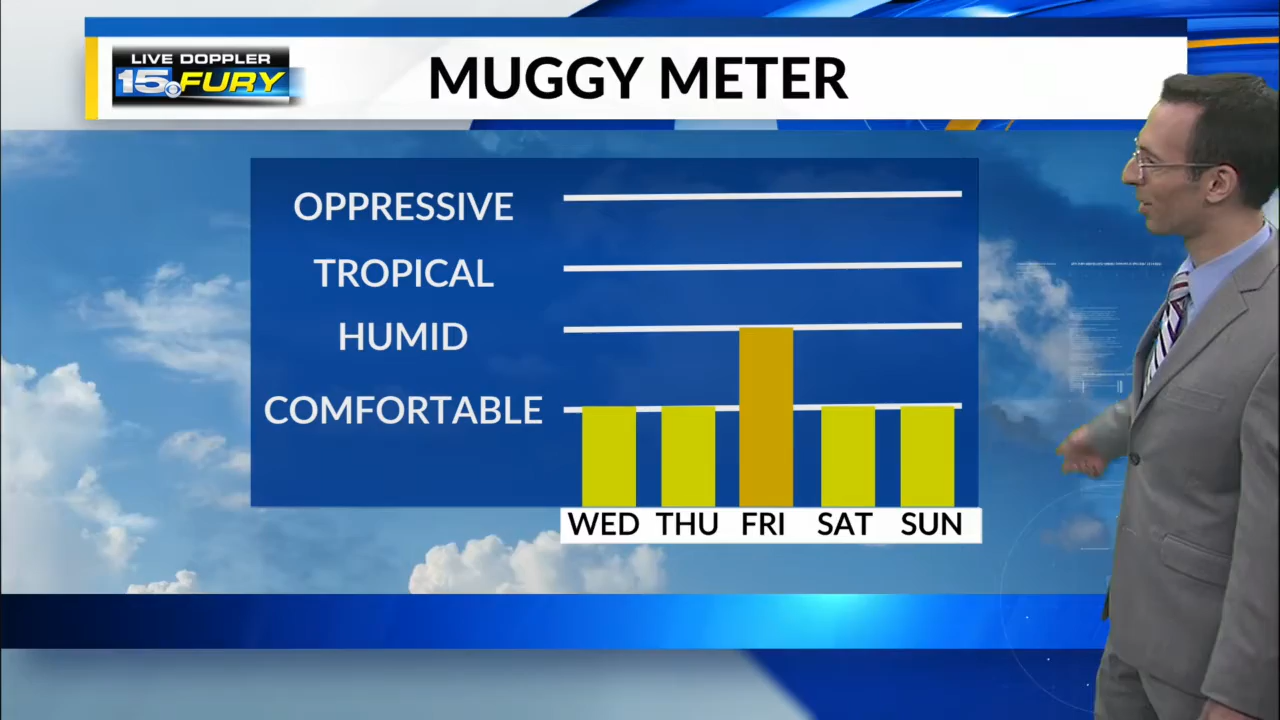 LIVE DOPPLER
15 FURY
MUGGY METER
OPPRESSIVE
TROPICAL
HUMID
COMFORTABLE
WED THU FRI SAT SUN